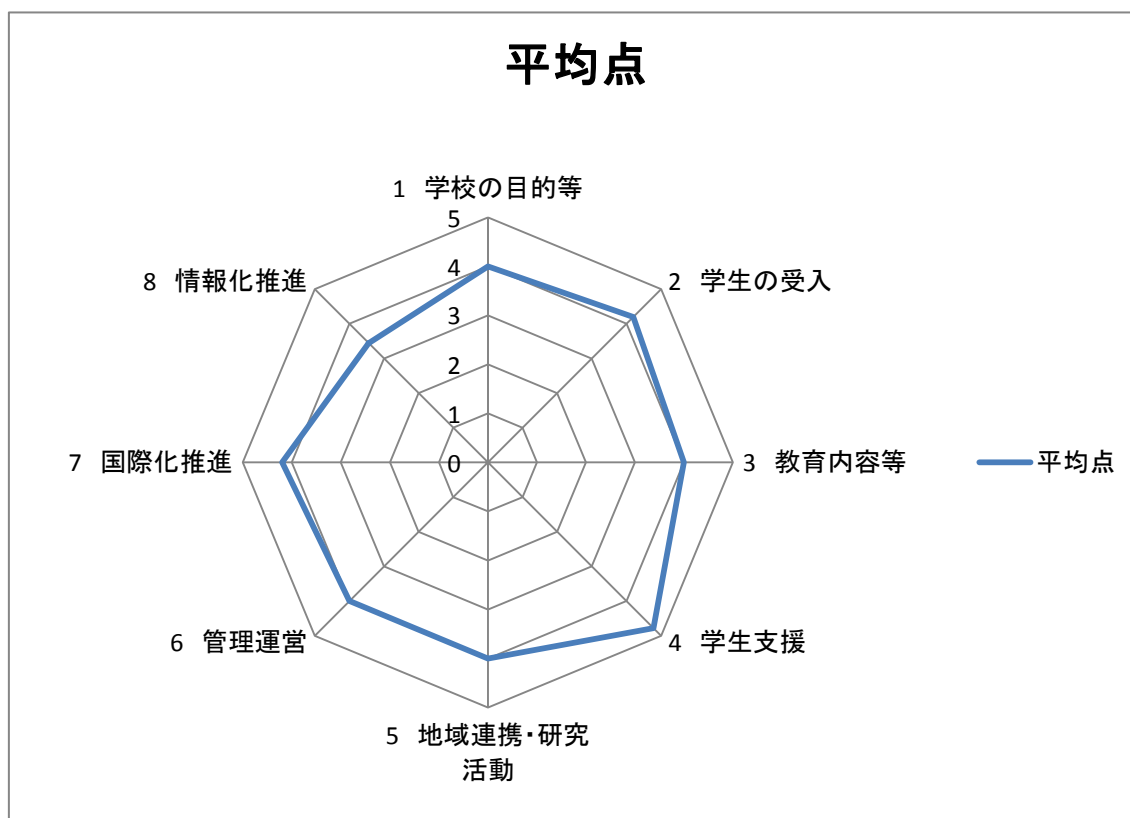 平均点
1 学校の目的等
2 学生の受入
3 教育内容等
4 学生支援
5 地域連携・研究
活動
6 管理運営
7 国際化推進
8 情報化推進
5
4
3
2
1
0
平均点